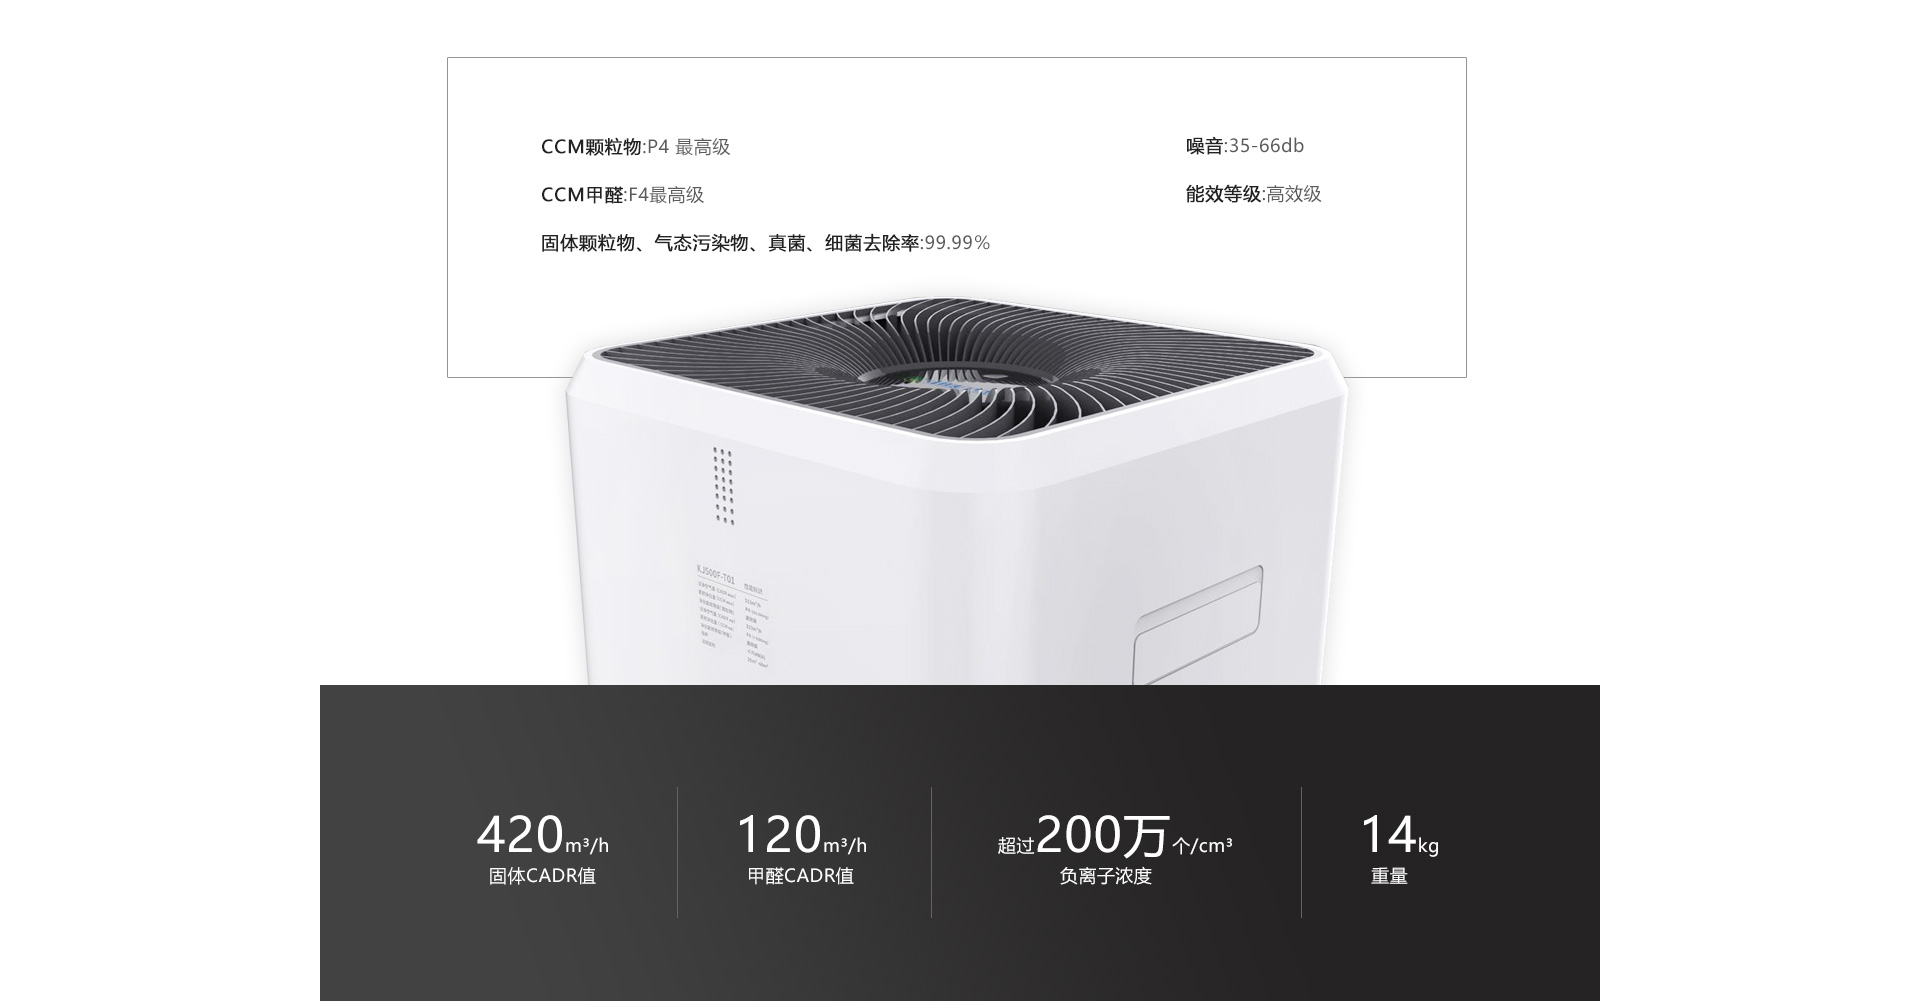 CCM颗粒物:P4 最高级
噪音:35-66db
CCM甲醛:F4最高级
能效等级:高效级
固体颗粒物、气态污染物、真菌、细菌去除率:99.99%
KJ500F-T01
420m³/h
固体CADR值
120m³/h
甲醛CADR值
超过200万个/cm³
负离子浓度
14kg
重量